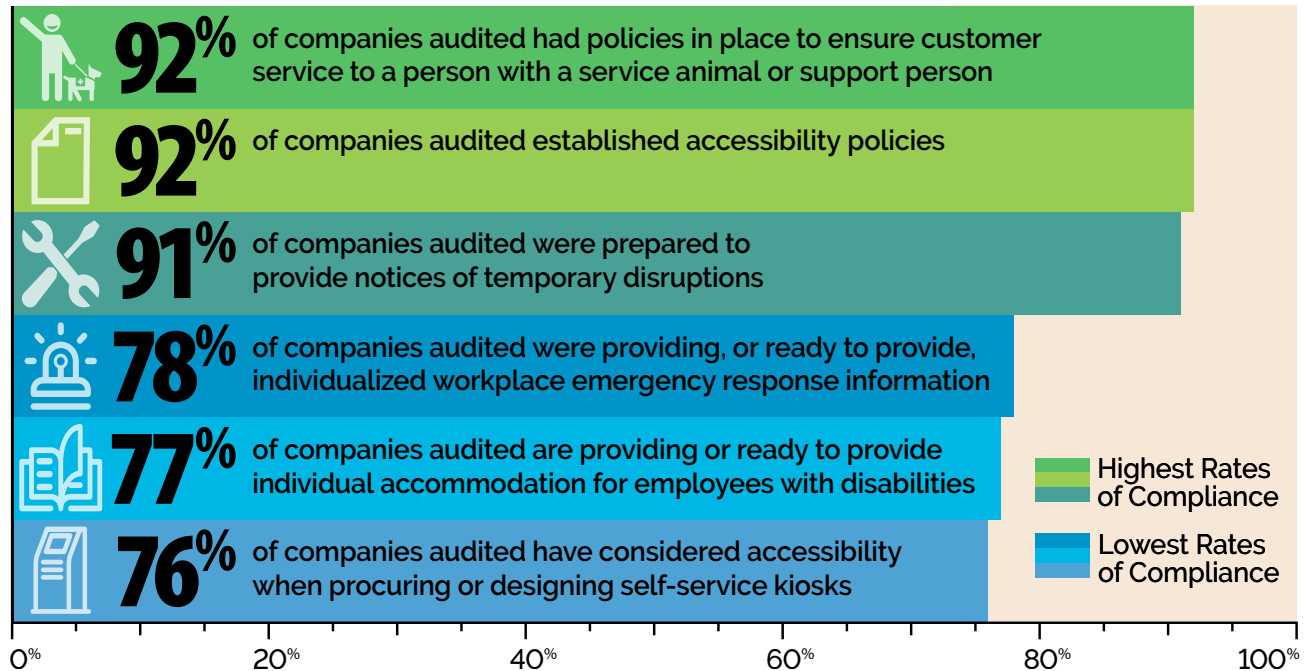 92% of companies audited had policies in place to ensure customer
service to a person with a service animal or support person
92% of companies audited established accessibility policies
91% of companies audited were prepared to
provide notices of temporary disruptions
78% of companies audited were providing, or ready to provide,
individualized workplace emergency response information
77% of companies audited are providing or ready to provide
individual accommodation for employees with disabilities
76% of companies audited have considered accessibility
when procuring or designing self-service kiosks
Highest Rates
of Compliance
Lowest Rates
of Compliance
0% 20% 40% 60% 80% 100%